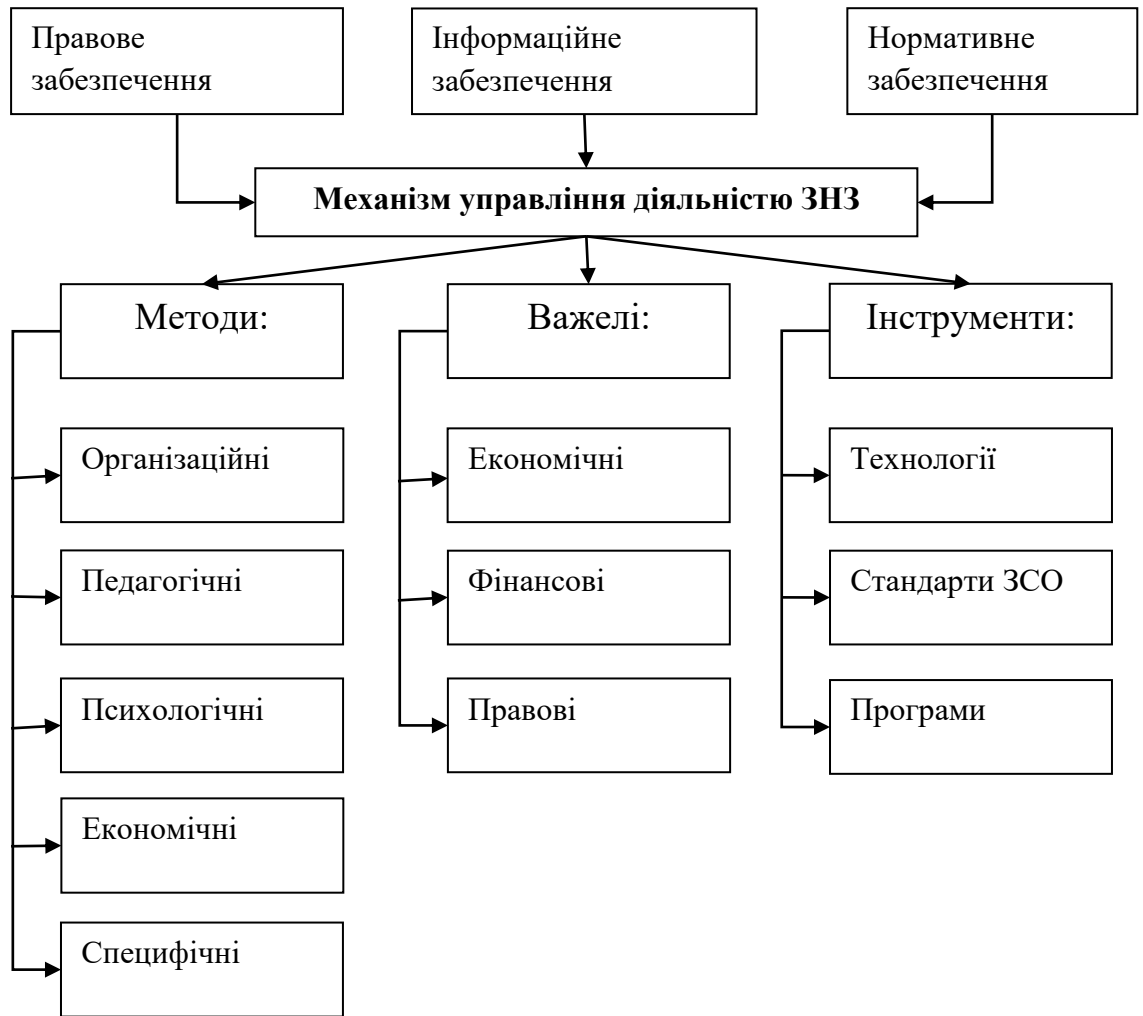 Правове
забезпечення
Інформаційне
забезпечення
Нормативне
забезпечення
Механізм управління діяльністю ЗНЗ
Методи:
Важелі:
Інструменти:
Організаційні
Економічні
Технології
Педагогічні
Фінансові
Стандарти ЗСО
Психологічні
Правові
Програми
Економічні
Специфічні